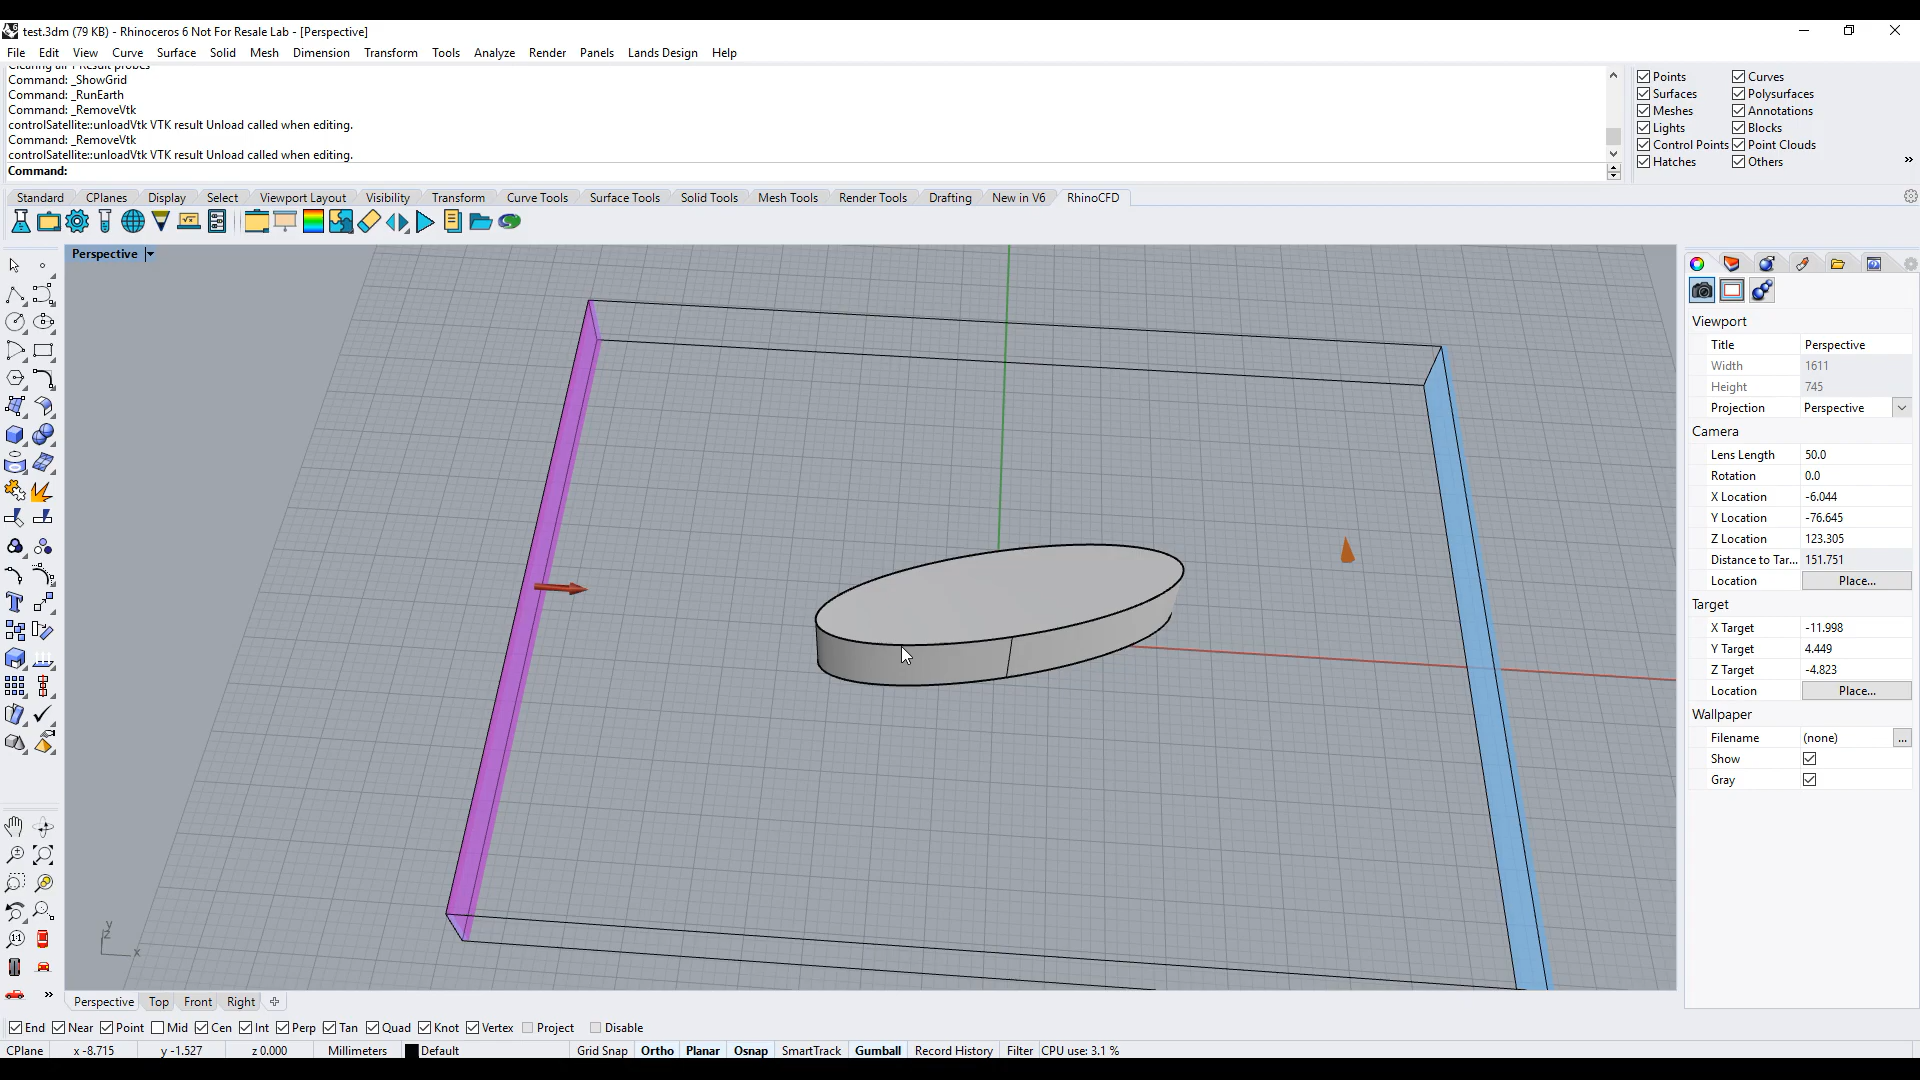 test.3dm (79 KB) - Rhinoceros 6 Not For Resale Lab - [Perspective]
File Edit View Curve Surface Solid Mesh Dimension Transform Tools Analyze Render Panels Lands Design Help
Command: _ShowGrid
Command: _RunEarth
Command: _RemoveVtk
controlSatellite::unloadVtk VTK result Unload called when editing.
Command: _RemoveVtk
controlSatellite::unloadVtk VTK result Unload called when editing.
Command:
Points Curves
Surfaces Polysurfaces
Meshes Annotations
Lights Blocks
Control Points Point Clouds
Hatches Others
Standard CPlanes Display Select Viewport Layout Visibility Transform Curve Tools Surface Tools Solid Tools Mesh Tools Render Tools Drafting New in V6 RhinoCFD
Perspective
Viewport
Title Perspective
Width 1611
Height 745
Projection Perspective
Camera
Lens Length 50.0
Rotation 0.0
X Location -6.044
Y Location -76.645
Z Location 123.305
Distance to Tar... 151.751
Location Place...
Target
X Target -11.998
Y Target 4.449
Z Target -4.823
Location Place...
Wallpaper
Filename (none) ...
Show
Gray
y
z
x
Perspective Top Front Right
End Near Point Mid Cen Int Perp Tan Quad Knot Vertex Project Disable
CPlane x -8.715 y -1.527 z 0.000 Millimeters Default Grid Snap Ortho Planar Osnap SmartTrack Gumball Record History Filter CPU use: 3.1 %